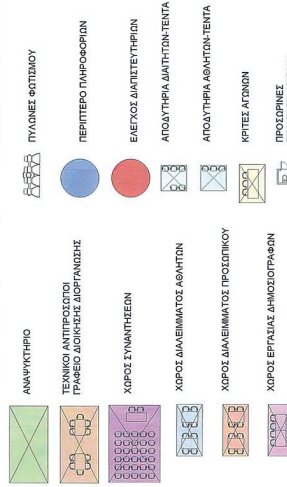 ΑΝΑΨΥΚΤΗΡΙΟ
ΤΕΧΝΙΚΟΙ ΑΝΤΙΠΡΟΣΩΠΟΙ
ΓΡΑΦΕΙΟ ΔΙΟΙΚΗΣΗΣ ΔΙΟΡΓΑΝΩΣΗΣ
ΧΩΡΟΣ ΣΥΝΑΝΤΗΣΕΩΝ
ΧΩΡΟΣ ΔΙΑΛΕΙΜΜΑΤΟΣ ΑΘΛΗΤΩΝ
ΧΩΡΟΣ ΔΙΑΛΕΙΜΜΑΤΟΣ ΠΡΟΣΩΠΙΚΟΥ
ΧΩΡΟΣ ΕΡΓΑΣΙΑΣ ΔΗΜΟΣΙΟΓΡΑΦΩΝ
ΠΥΛΩΝΕΣ ΦΩΤΙΣΜΟΥ
ΠΕΡΙΠΤΕΡΟ ΠΛΗΡΟΦΟΡΙΩΝ
ΕΛΕΓΧΟΣ ΔΙΑΠΙΣΤΕΥΤΗΡΙΩΝ
ΑΠΟΔΥΤΗΡΙΑ ΔΙΑΙΤΗΤΩΝ-ΤΕΝΤΑ
ΑΠΟΔΥΤΗΡΙΑ ΑΘΛΗΤΩΝ-ΤΕΝΤΑ
ΚΡΙΤΕΣ ΑΓΩΝΩΝ
ΠΡΟΣΩΡΙΝΕΣ